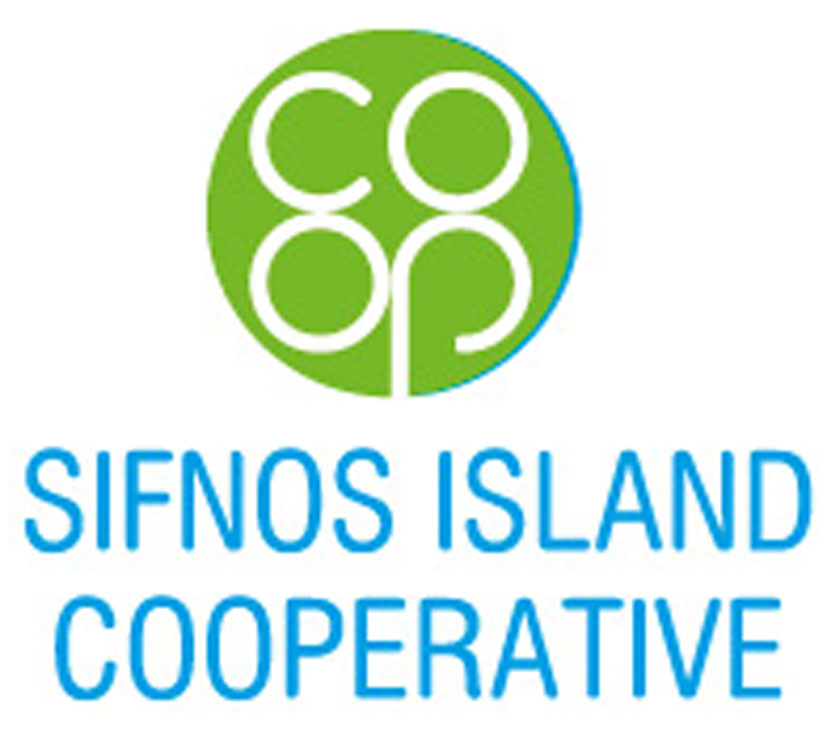 co
op
SIFNOS ISLAND
COOPERATIVE